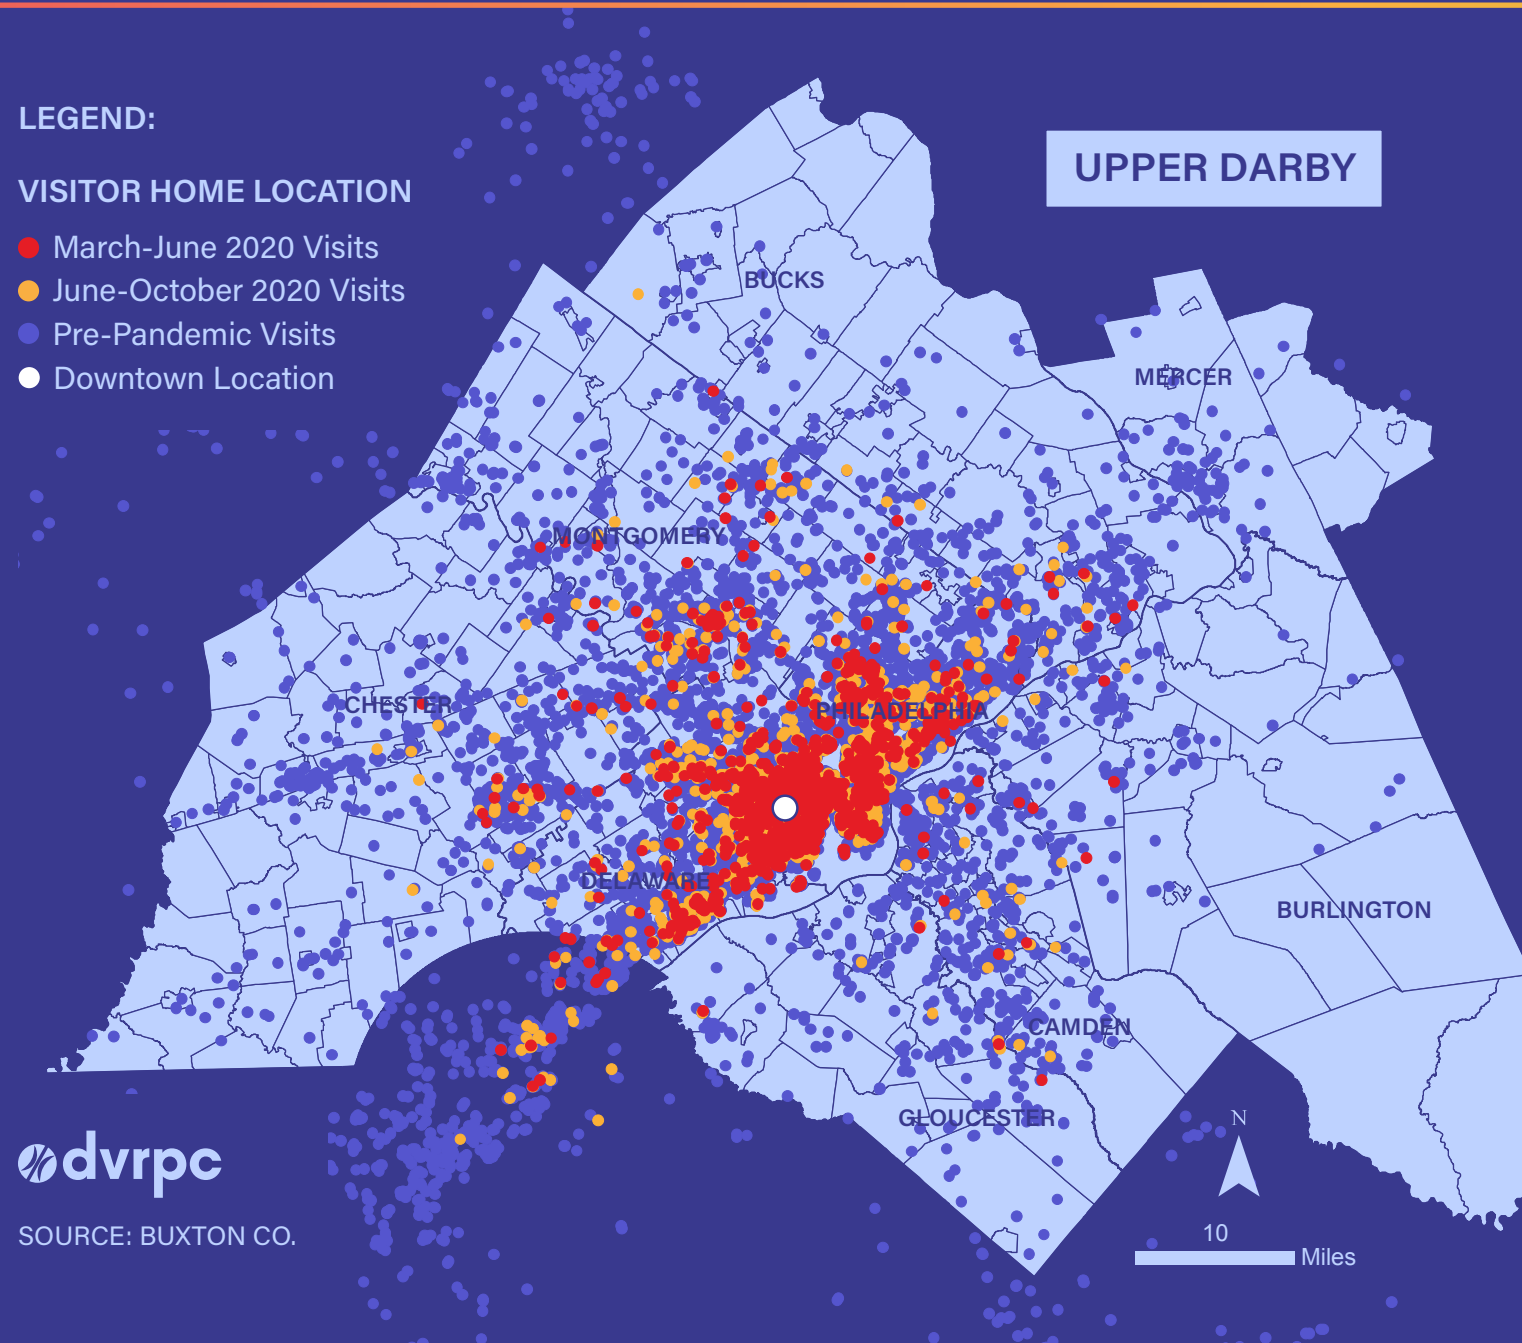 LEGEND:
VISITOR HOME LOCATION
March-June 2020 Visits
June-October 2020 Visits
Pre-Pandemic Visits
Downtown Location
UPPER DARBY
BUCKS
MERCER
MONTGOMERY
CHESTER
PHILADELPHIA
DELAWARE
BURLINGTON
CAMDEN
GLOUCESTER
N
dvrpc
SOURCE: BUXTON CO.
10
Miles